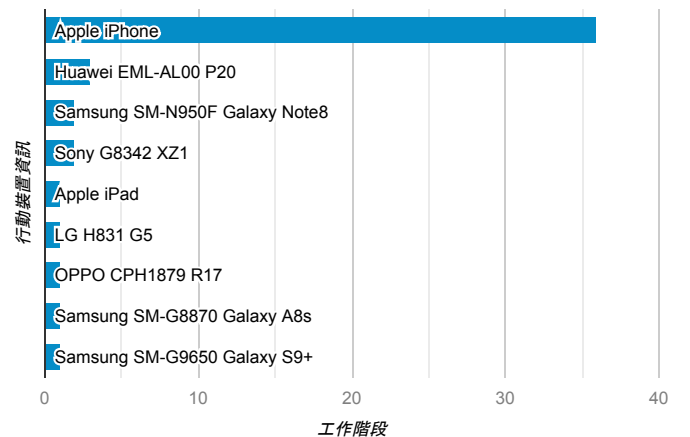 Apple iPhone
Huawei EML-AL00 P20
Samsung SM-N950F Galaxy Note8
Sony G8342 XZ1
Apple iPad
LG H831 G5
OPPO CPH1879 R17
Samsung SM-G8870 Galaxy A8s
Samsung SM-G9650 Galaxy S9+
行動裝置資訊
0 10 20 30 40
工作階段